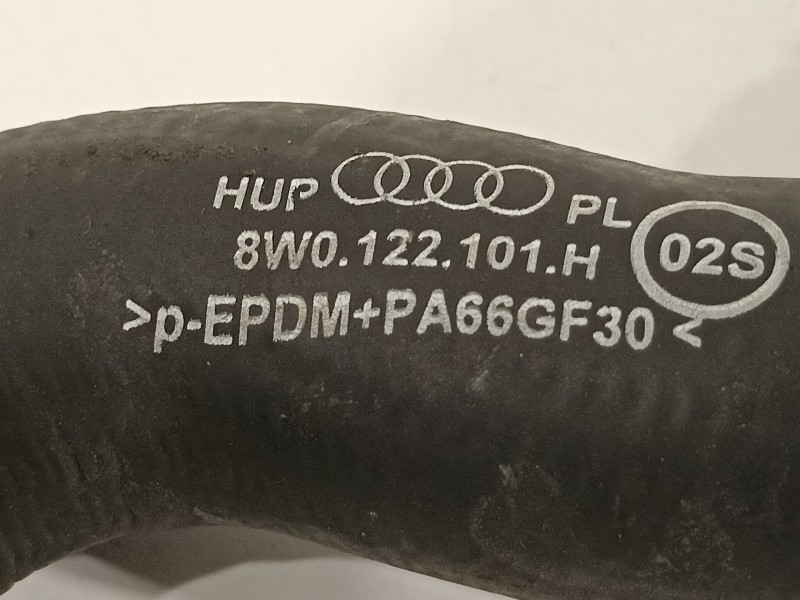 HUP PL
8W0.122.101.H 02S
>p-EPDM+PA66GF30<